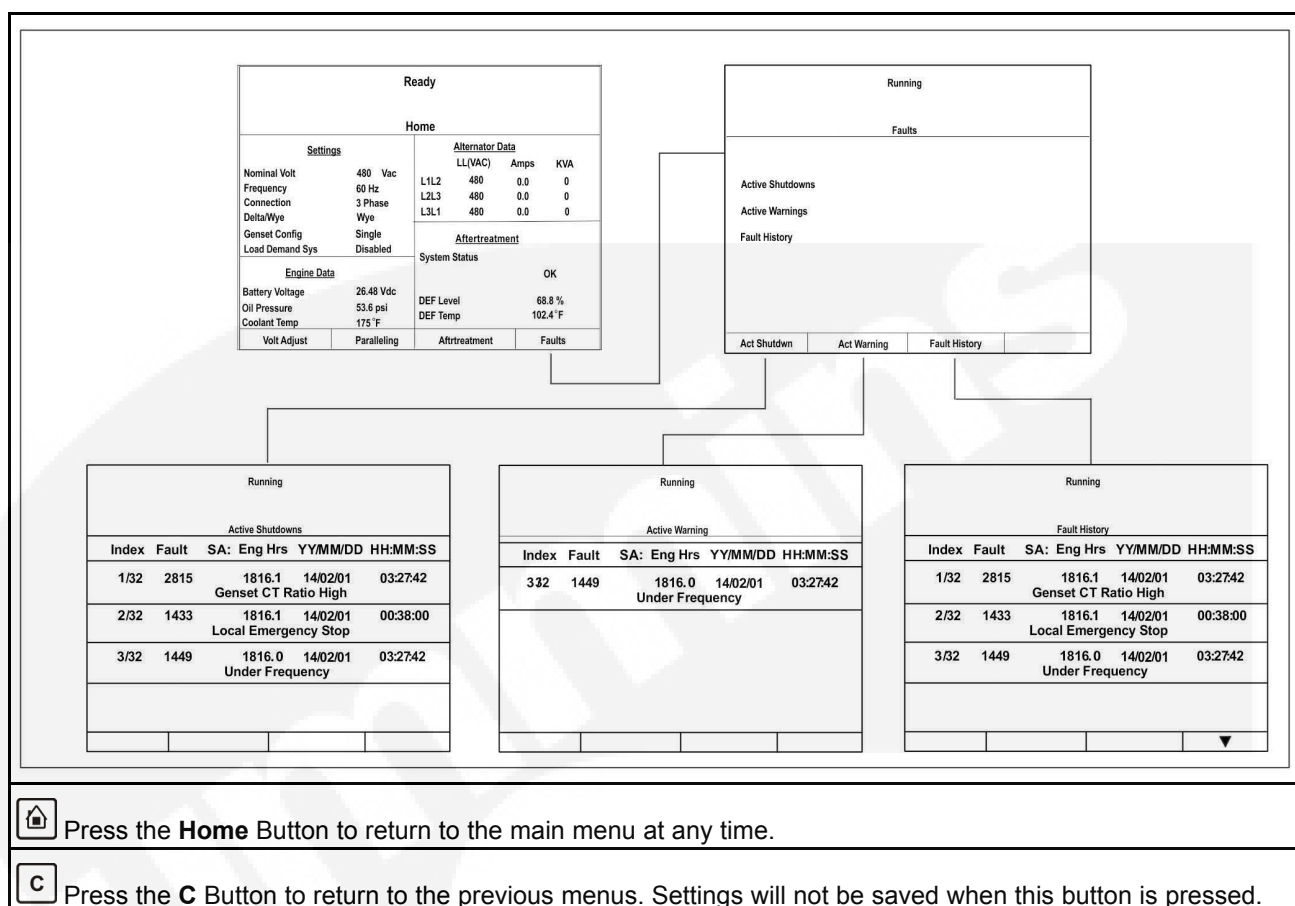 Ready
Home
Settings
Nominal Volt 480 Vac
Frequency 60 Hz
Connection 3 Phase
Delta/Wye Wye
Genset Config Single
Load Demand Sys Disabled
Engine Data
Battery Voltage 26.48 Vdc
Oil Pressure 53.6 psi
Coolant Temp 175°F
Alternator Data
LL(VAC) Amps KVA
L1L2 480 0.0 0
L2L3 480 0.0 0
L3L1 480 0.0 0
Aftertreatment
System Status
OK
DEF Level 68.8 %
DEF Temp 102.4°F
Volt Adjust Paralleling Aftrtreatment Faults
Running
Faults
Active Shutdowns
Active Warnings
Fault History
Act Shutdwn Act Warning Fault History
Running
Active Shutdowns
Index Fault SA: Eng Hrs YY/MM/DD HH:MM:SS
1/32 2815 1816.1 14/02/01 03:27:42
Genset CT Ratio High
2/32 1433 1816.1 14/02/01 00:38:00
Local Emergency Stop
3/32 1449 1816.0 14/02/01 03:27:42
Under Frequency
Running
Active Warning
Index Fault SA: Eng Hrs YY/MM/DD HH:MM:SS
332 1449 1816.0 14/02/01 03:27:42
Under Frequency
Running
Fault History
Index Fault SA: Eng Hrs YY/MM/DD HH:MM:SS
1/32 2815 1816.1 14/02/01 03:27:42
Genset CT Ratio High
2/32 1433 1816.1 14/02/01 00:38:00
Local Emergency Stop
3/32 1449 1816.0 14/02/01 03:27:42
Under Frequency
▼
Press the Home Button to return to the main menu at any time.
C Press the C Button to return to the previous menus. Settings will not be saved when this button is pressed.